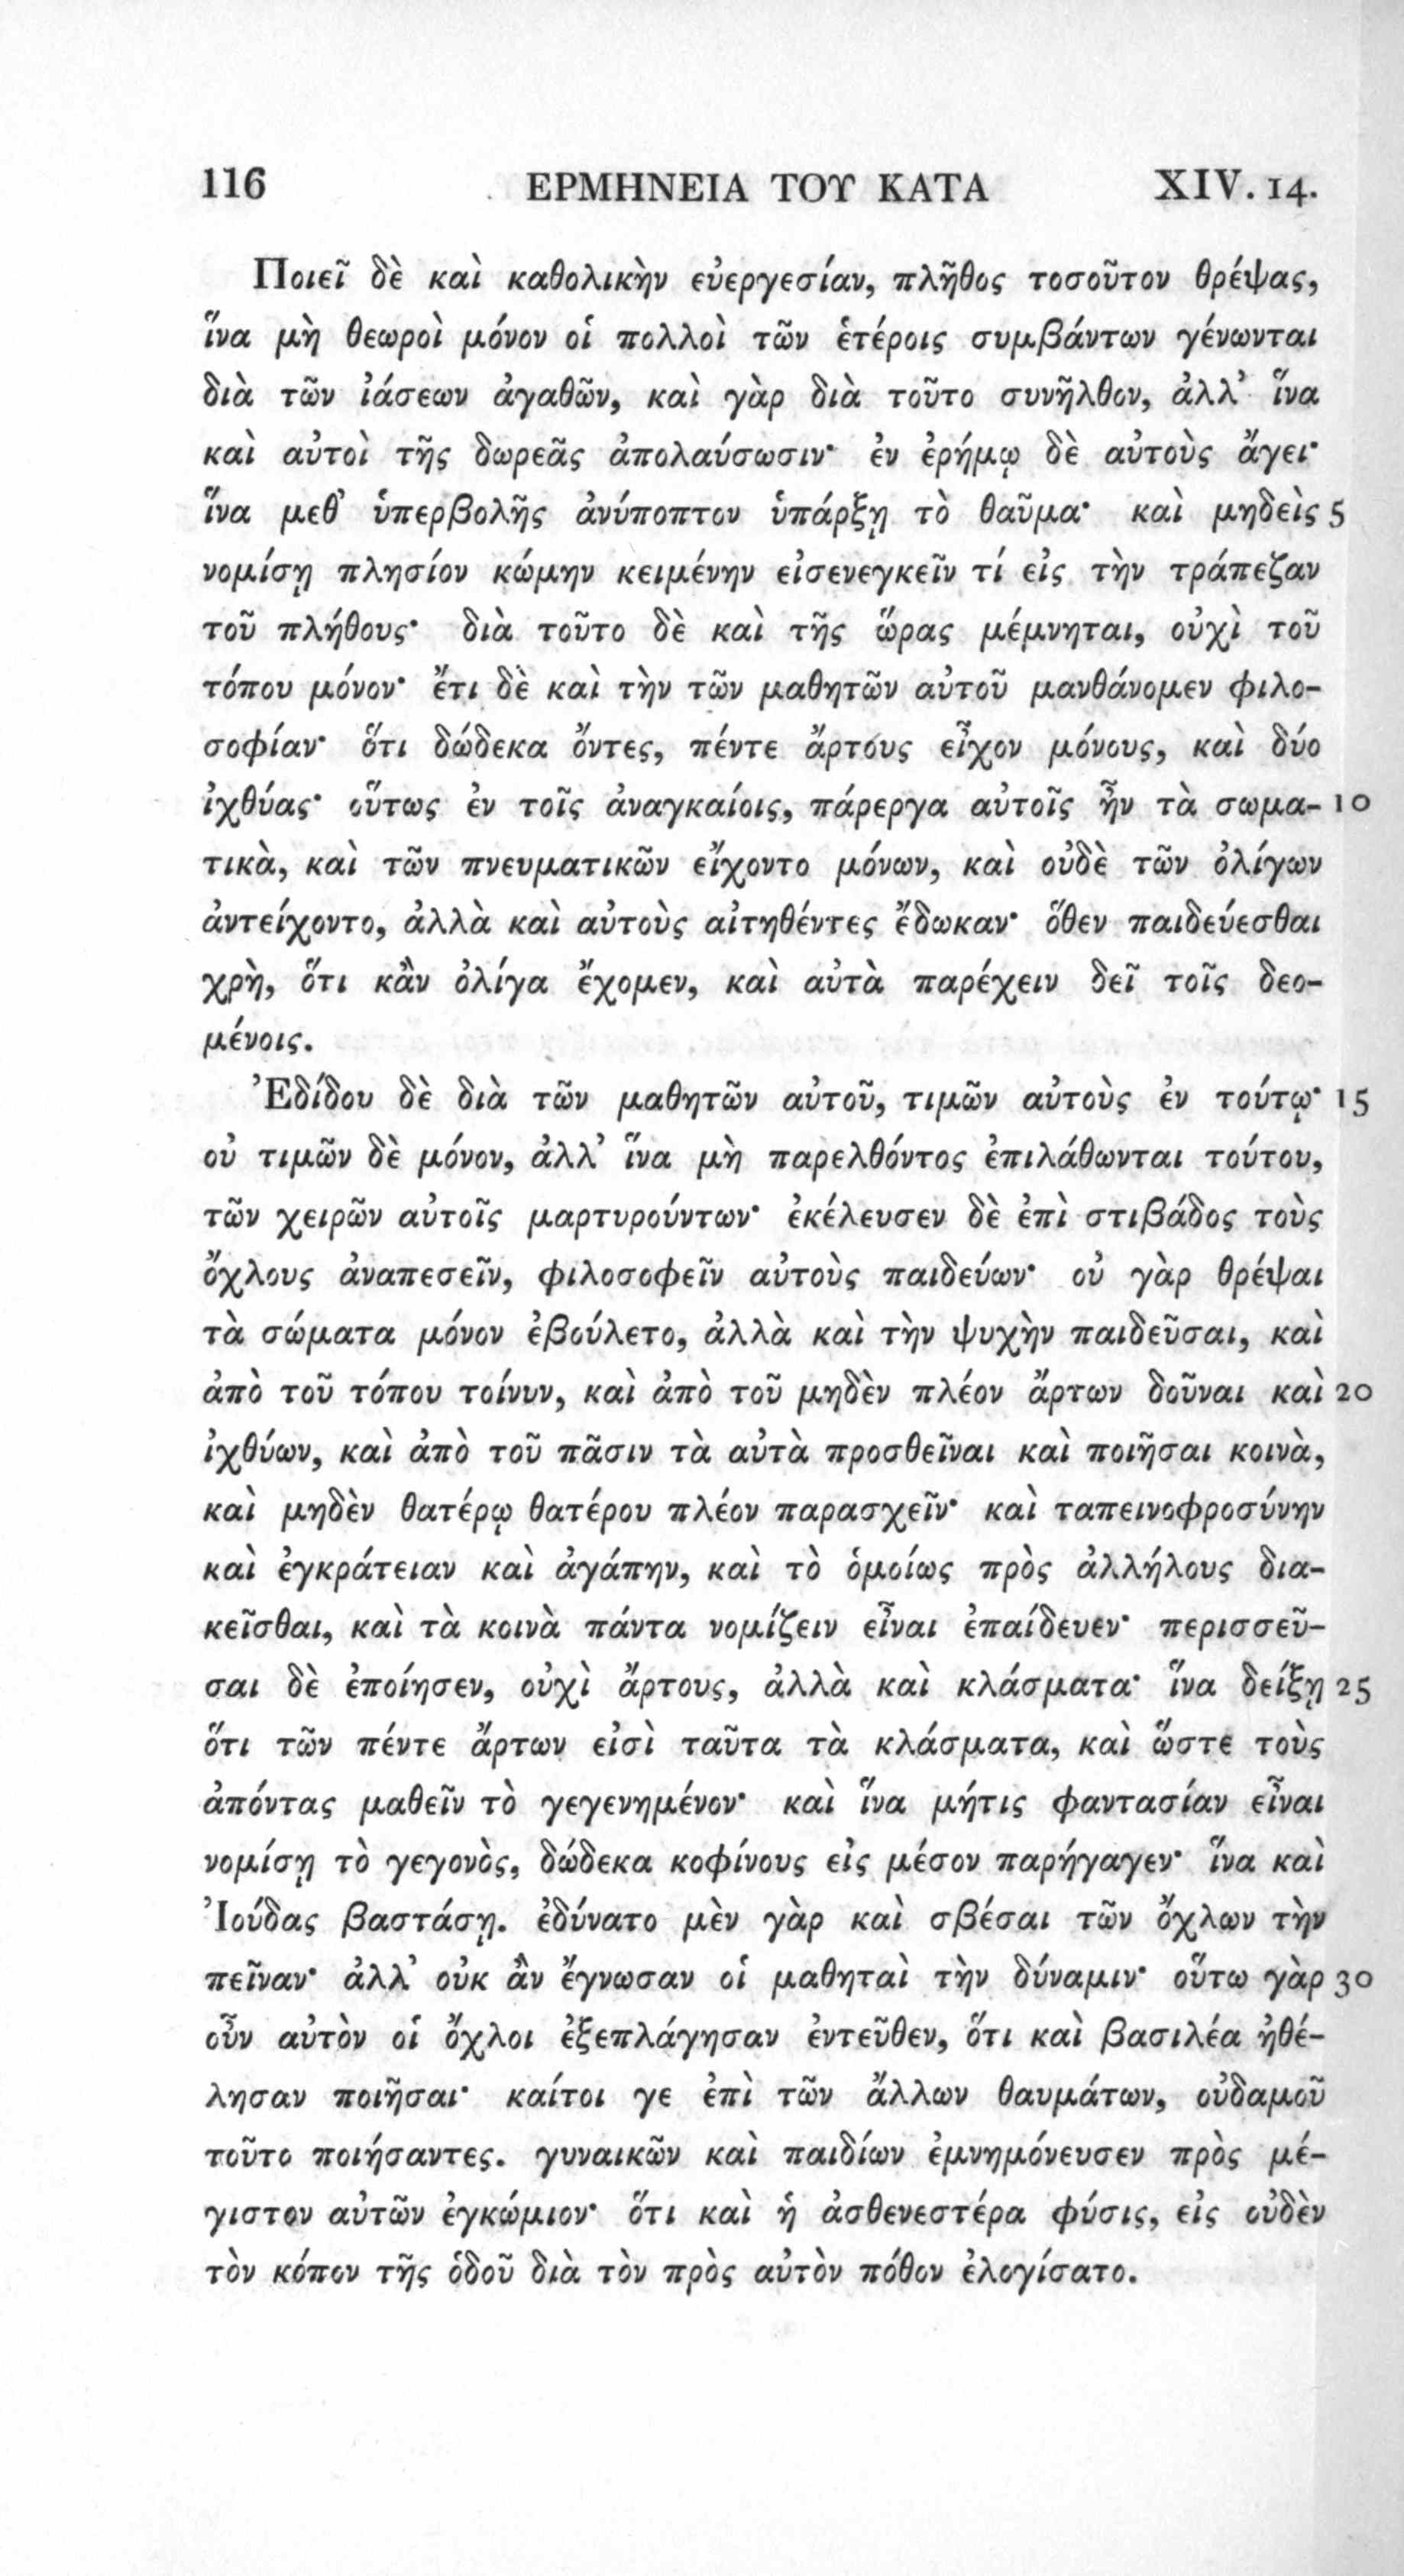 116 ΕΡΜΗΝΕΙΑ ΤΟΥ ΚΑΤΑ XIV. 14.
Ποιεῖ δὲ καὶ καθολικὴν εὐεργεσίαν, πλῆθος τοσοῦτον θρέψας,
ἵνα μὴ θεωροὶ μόνον οἱ πολλοὶ τῶν ἑτέροις συμβάντων γένωνται
διὰ τῶν ἰάσεων ἀγαθῶν, καὶ γὰρ διὰ τοῦτο συνῆλθον, ἀλλ’ ἵνα
καὶ αὐτοὶ τῆς δωρεᾶς ἀπολαύσωσιν· ἐν ἐρήμῳ δὲ αὐτοὺς ἄγει·
ἵνα μεθ’ ὑπερβολῆς ἀνύποπτον ὑπάρξῃ τὸ θαῦμα· καὶ μηδεὶς 5
νομίσῃ πλησίον κώμην κειμένην εἰσενεγκεῖν τί εἰς τὴν τράπεζαν
τοῦ πλήθους· διὰ τοῦτο δὲ καὶ τῆς ὥρας μέμνηται, οὐχὶ τοῦ
τόπου μόνον· ἔτι δὲ καὶ τὴν τῶν μαθητῶν αὐτοῦ μανθάνομεν φιλο-
σοφίαν· ὅτι δώδεκα ὄντες, πέντε ἄρτους εἶχον μόνους, καὶ δύο
ἰχθύας· οὕτως ἐν τοῖς ἀναγκαίοις, πάρεργα αὐτοῖς ἦν τὰ σωμα- 10
τικὰ, καὶ τῶν πνευματικῶν εἴχοντο μόνων, καὶ οὐδὲ τῶν ὀλίγων
ἀντείχοντο, ἀλλὰ καὶ αὐτοὺς αἰτηθέντες ἔδωκαν· ὅθεν παιδεύεσθαι
χρὴ, ὅτι κἂν ὀλίγα ἔχομεν, καὶ αὐτὰ παρέχειν δεῖ τοῖς δεο-
μένοις.
Ἐδίδου δὲ διὰ τῶν μαθητῶν αὐτοῦ, τιμῶν αὐτοὺς ἐν τούτῳ· 15
οὐ τιμῶν δὲ μόνον, ἀλλ’ ἵνα μὴ παρελθόντος ἐπιλάθωνται τούτου,
τῶν χειρῶν αὐτοῖς μαρτυρούντων· ἐκέλευσεν δὲ ἐπὶ στιβάδος τοὺς
ὄχλους ἀναπεσεῖν, φιλοσοφεῖν αὐτοὺς παιδεύων· οὐ γὰρ θρέψαι
τὰ σώματα μόνον ἐβούλετο, ἀλλὰ καὶ τὴν ψυχὴν παιδεῦσαι, καὶ
ἀπὸ τοῦ τόπου τοίνυν, καὶ ἀπὸ τοῦ μηδὲν πλέον ἄρτων δοῦναι καὶ 20
ἰχθύων, καὶ ἀπὸ τοῦ πᾶσιν τὰ αὐτὰ προσθεῖναι καὶ ποιῆσαι κοινὰ,
καὶ μηδὲν θατέρῳ θατέρου πλέον παρασχεῖν· καὶ ταπεινοφροσύνην
καὶ ἐγκράτειαν καὶ ἀγάπην, καὶ τὸ ὁμοίως πρὸς ἀλλήλους δια-
κεῖσθαι, καὶ τὰ κοινὰ πάντα νομίζειν εἶναι ἐπαίδευεν· περισσεῦ-
σαι δὲ ἐποίησεν, οὐχὶ ἄρτους, ἀλλὰ καὶ κλάσματα· ἵνα δείξῃ 25
ὅτι τῶν πέντε ἄρτων εἰσὶ ταῦτα τὰ κλάσματα, καὶ ὥστε τοὺς
ἀπόντας μαθεῖν τὸ γεγενημένον· καὶ ἵνα μήτις φαντασίαν εἶναι
νομίσῃ τὸ γεγονὸς, δώδεκα κοφίνους εἰς μέσον παρήγαγεν· ἵνα καὶ
Ἰούδας βαστάσῃ. ἐδύνατο μὲν γὰρ καὶ σβέσαι τῶν ὄχλων τὴν
πεῖναν· ἀλλ’ οὐκ ἂν ἔγνωσαν οἱ μαθηταὶ τὴν δύναμιν· οὕτω γὰρ 30
οὖν αὐτὸν οἱ ὄχλοι ἐξεπλάγησαν ἐντεῦθεν, ὅτι καὶ βασιλέα ἠθέ-
λησαν ποιῆσαι· καίτοι γε ἐπὶ τῶν ἄλλων θαυμάτων, οὐδαμοῦ
τοῦτο ποιήσαντες. γυναικῶν καὶ παιδίων ἐμνημόνευσεν πρὸς μέ-
γιστον αὐτῶν ἐγκώμιον· ὅτι καὶ ἡ ἀσθενεστέρα φύσις, εἰς οὐδὲν
τὸν κόπον τῆς ὁδοῦ διὰ τὸν πρὸς αὐτὸν πόθον ἐλογίσατο.